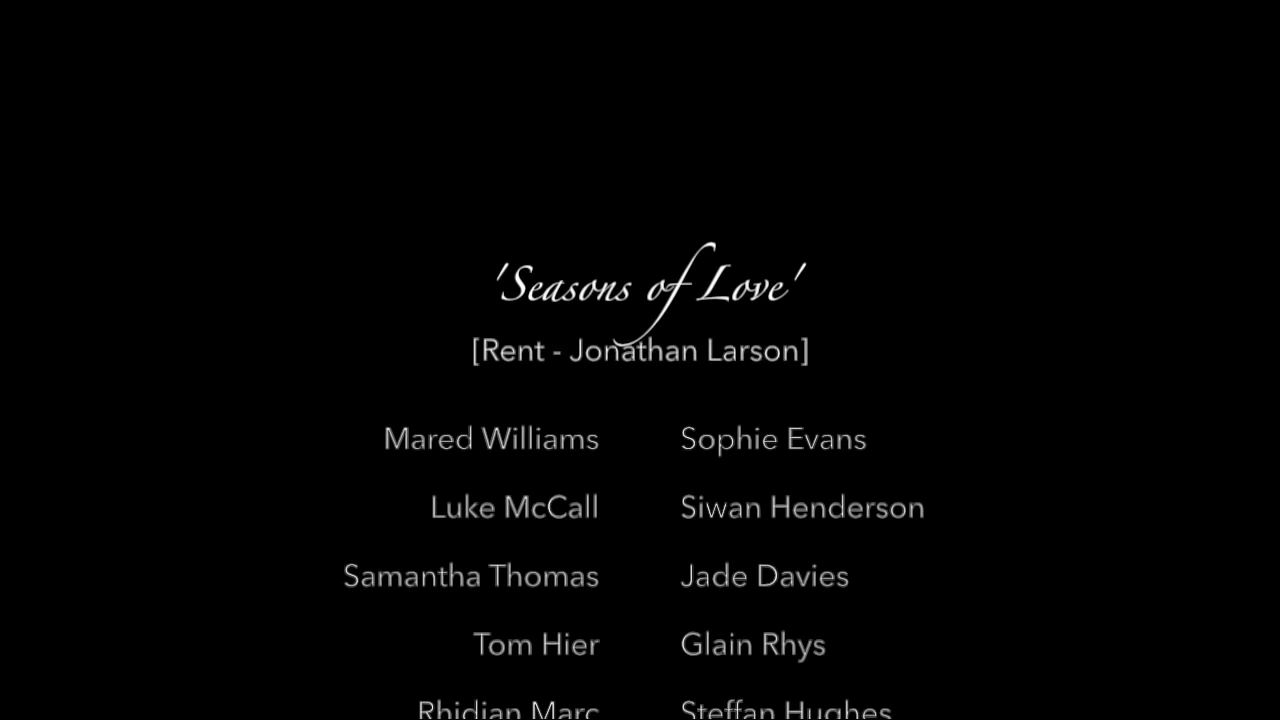 'Seasons of Love'
[Rent - Jonathan Larson]
Mared Williams Sophie Evans
Luke McCall Siwan Henderson
Samantha Thomas Jade Davies
Tom Hier Glain Rhys
Rhidian Marc Steffan Hughes